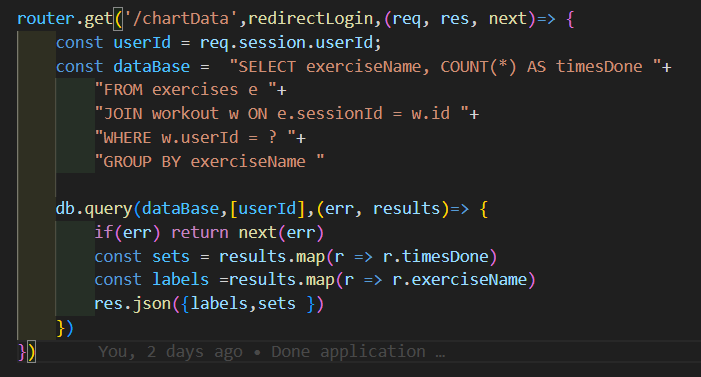 router.get('/chartData',redirectLogin,(req, res, next)=> {
const userId = req.session.userId;
const dataBase =  "SELECT exerciseName, COUNT(*) AS timesDone "+
"FROM exercises e "+
"JOIN workout w ON e.sessionId = w.id "+
"WHERE w.userId = ? "+
"GROUP BY exerciseName "
db.query(dataBase,[userId],(err, results)=> {
if(err) return next(err)
const sets = results.map(r => r.timesDone)
const labels =results.map(r => r.exerciseName)
res.json({labels,sets })
})
})    You, 2 days ago • Done application …